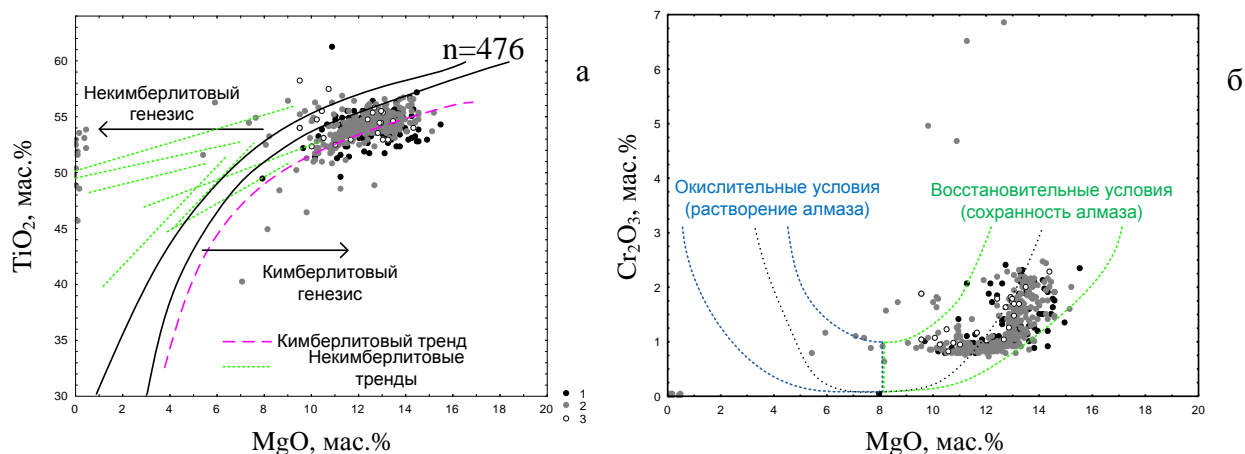 n=476
а
TiO2, мас.%
60
55
50
45
40
35
30
Некимберлитовый
генезис
Кимберлитовый
генезис
Кимберлитовый тренд
Некимберлитовые
тренды
0 2 4 6 8 10 12 14 16 18 20
MgO, мас.%
1
2
3
б
Cr2O3, мас.%
7
6
5
4
3
2
1
0
Окислительные условия
(растворение алмаза)
Восстановительные условия
(сохранность алмаза)
0 2 4 6 8 10 12 14 16 18 20
MgO, мас.%